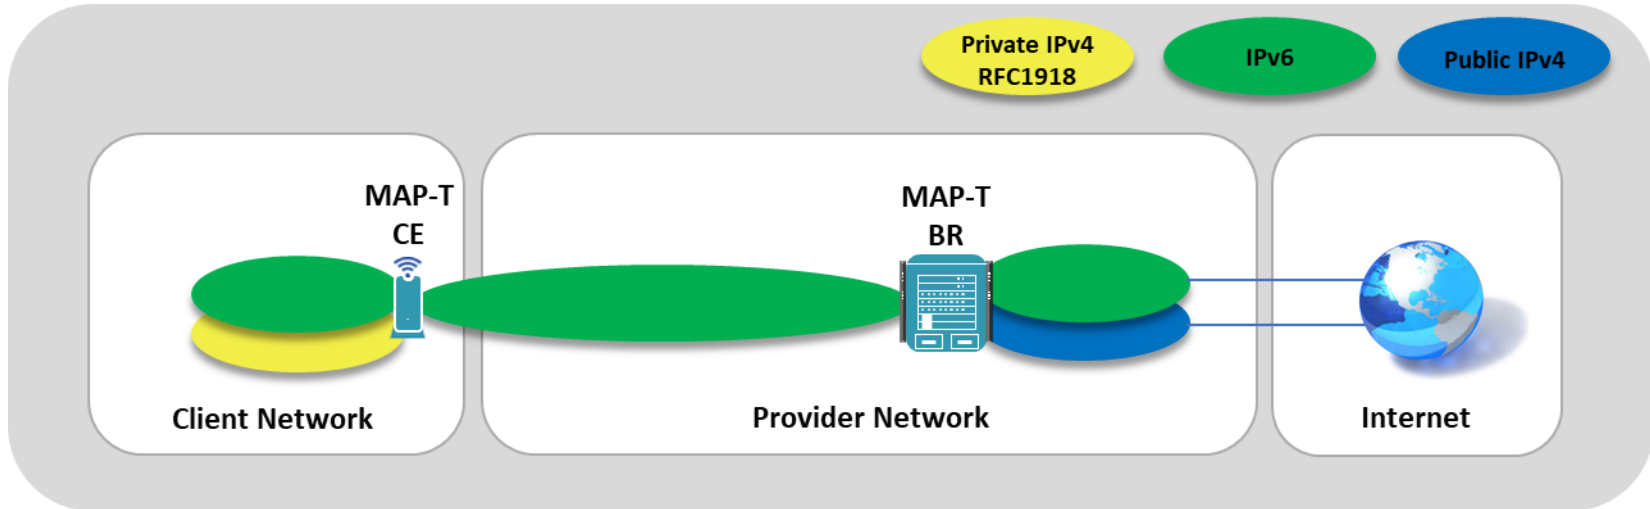 Private IPv4
RFC1918
IPv6
Public IPv4
MAP-T
CE
MAP-T
BR
Client Network
Provider Network
Internet